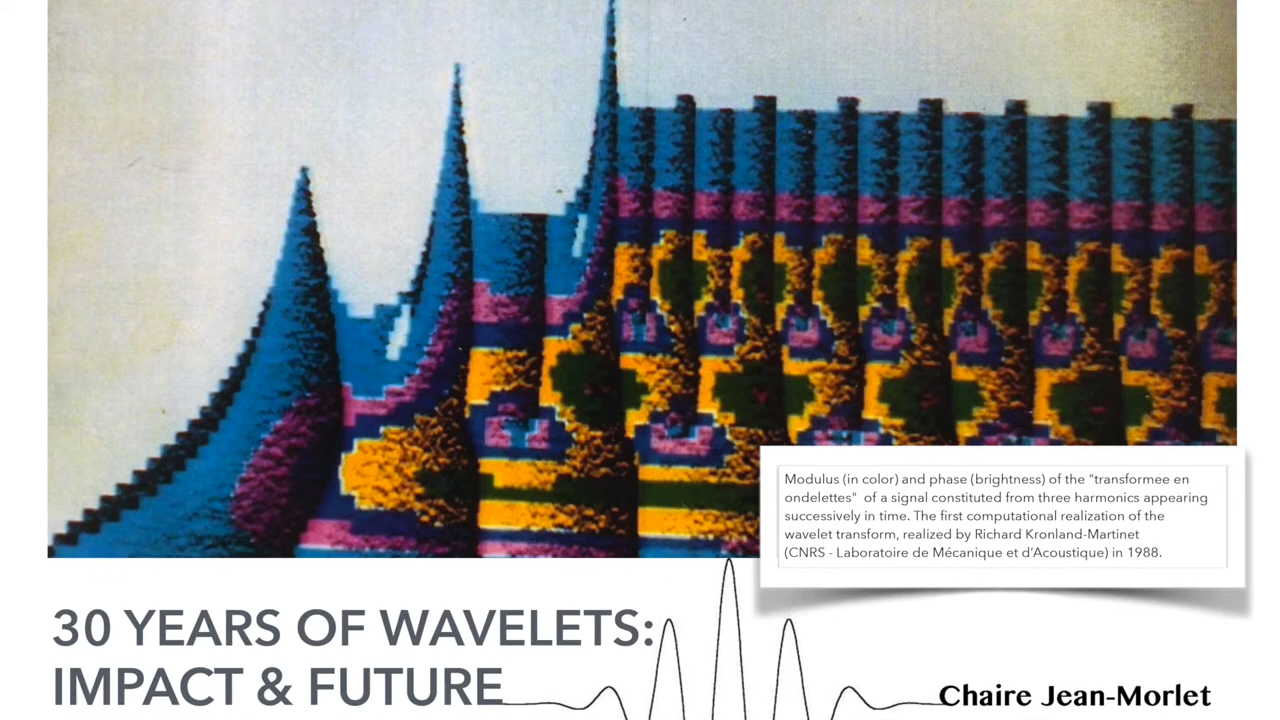 Modulus (in color) and phase (brightness) of the "transformee en
ondelettes" of a signal constituted from three harmonics appearing
successively in time. The first computational realization of the
wavelet transform, realized by Richard Kronland-Martinet
(CNRS - Laboratoire de Mécanique et d'Acoustique) in 1988.
30 YEARS OF WAVELETS:
IMPACT & FUTURE
Chaire Jean-Morlet